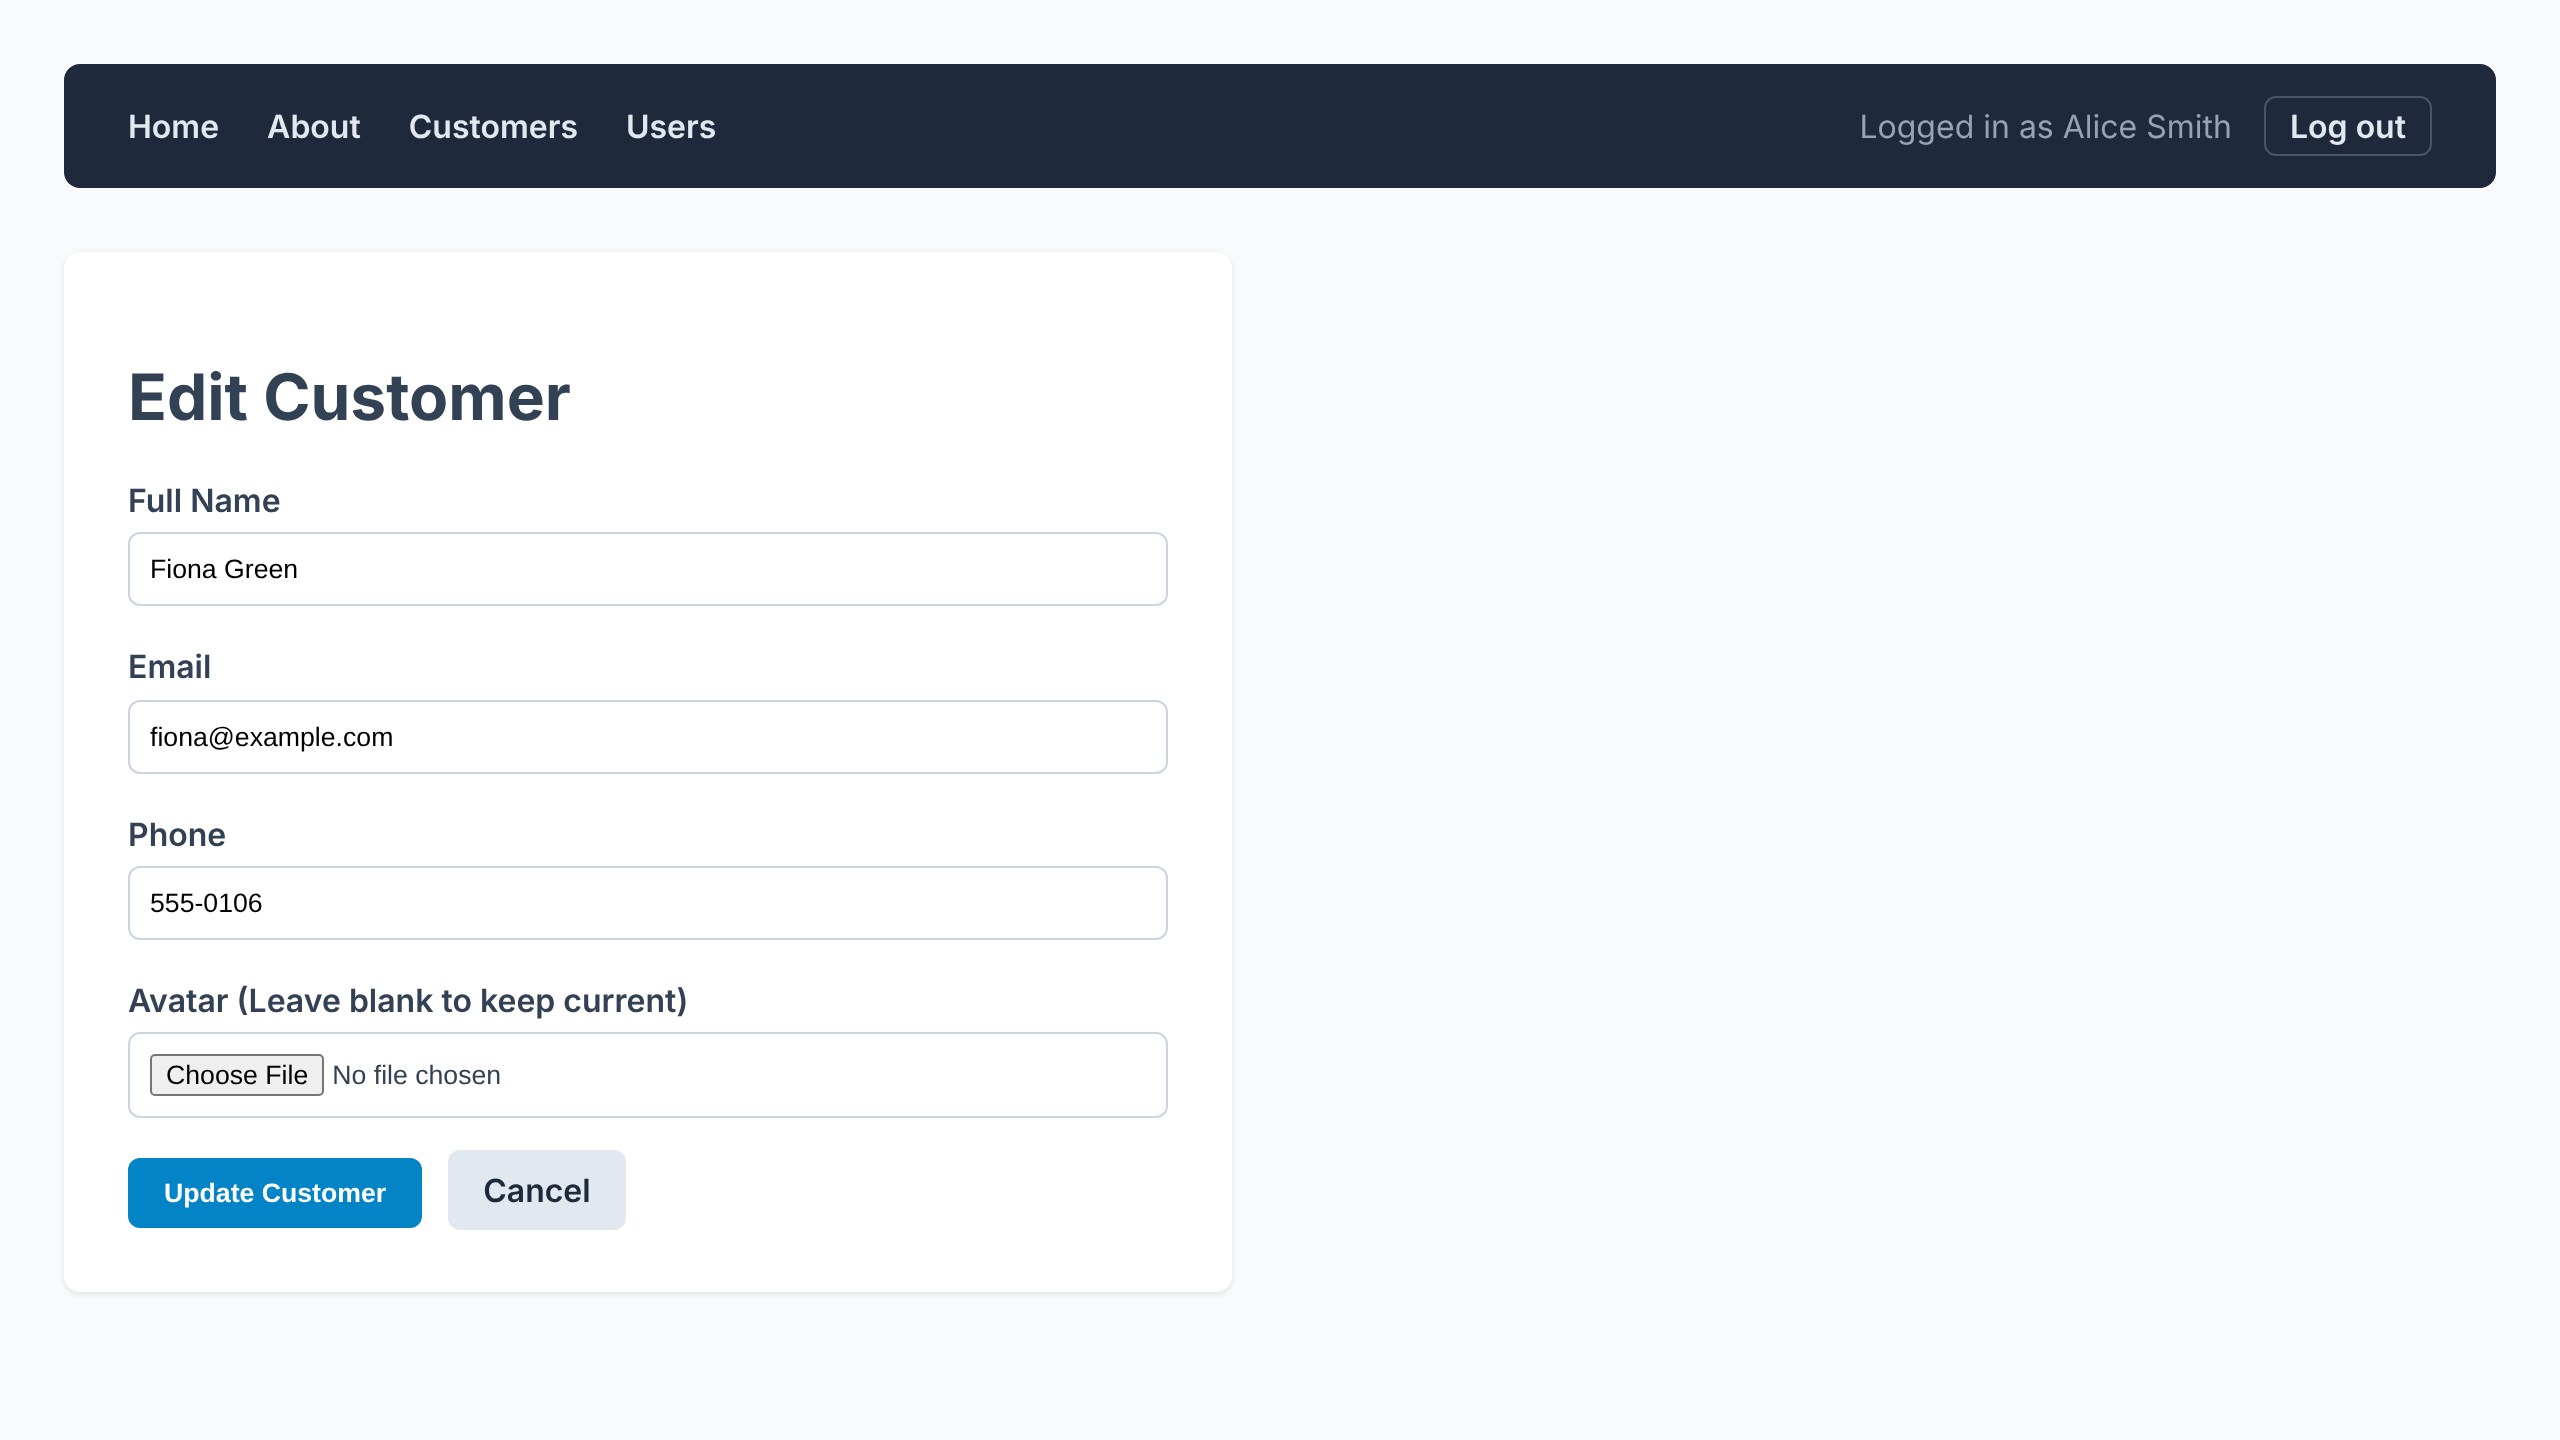 Home About Customers Users Logged in as Alice Smith Log out
Edit Customer
Full Name
Fiona Green
Email
fiona@example.com
Phone
555-0106
Avatar (Leave blank to keep current)
Choose File No file chosen
Update Customer Cancel